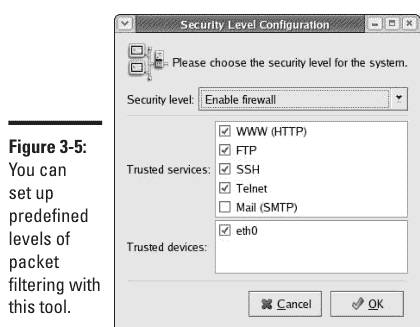 Security Level Configuration
Please choose the security level for the system.
Security level: Enable firewall
Trusted services:
WWW (HTTP)
FTP
SSH
Telnet
Mail (SMTP)
Trusted devices:
eth0
Cancel
OK
Figure 3-5:
You can
set up
predefined
levels of
packet
filtering with
this tool.